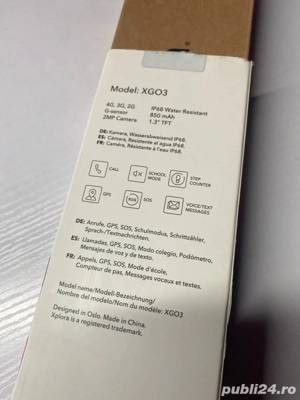 Model: XGO3
4G, 3G, 2G
G-sensor
2MP Camera
IP68 Water Resistant
850 mAh
1.3" TFT
DE: Kamera, Wasserabweisend IP68.
ES: Cámara, Resistente al agua IP68.
FR: Caméra, Résistante à l'eau IP68.
CALL
SCHOOL MODE
STEP COUNTER
GPS
SOS
SOS
VOICE/TEXT MESSAGES
DE: Anrufe, GPS, SOS, Schulmodus, Schrittzähler,
Sprach-/Textnachrichten.
ES: Llamadas, GPS, SOS, Modo colegio, Podómetro,
Mensajes de voz y de texto.
FR: Appels, GPS, SOS, Mode d'école,
Compteur de pas, Messages vocaux et textes.
Model name/Modell-Bezeichnung/
Nombre del modelo/Nom du modèle: XGO3
Designed in Oslo. Made in China.
Xplora is a registered trademark.
publi24.ro